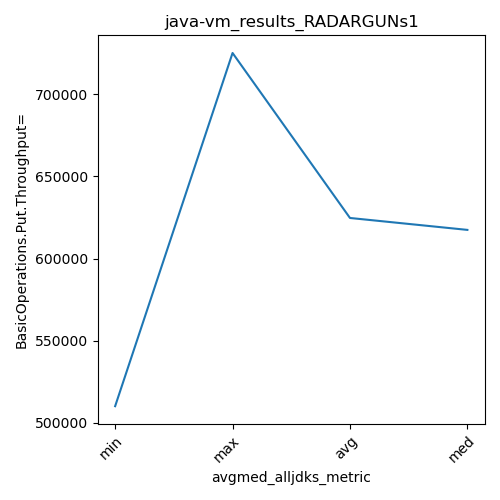 java-vm_results_RADARGUNs1
BasicOperations.Put.Throughput=
700000
650000
600000
550000
500000
min
max
avg
med
avgmed_alljdks_metric